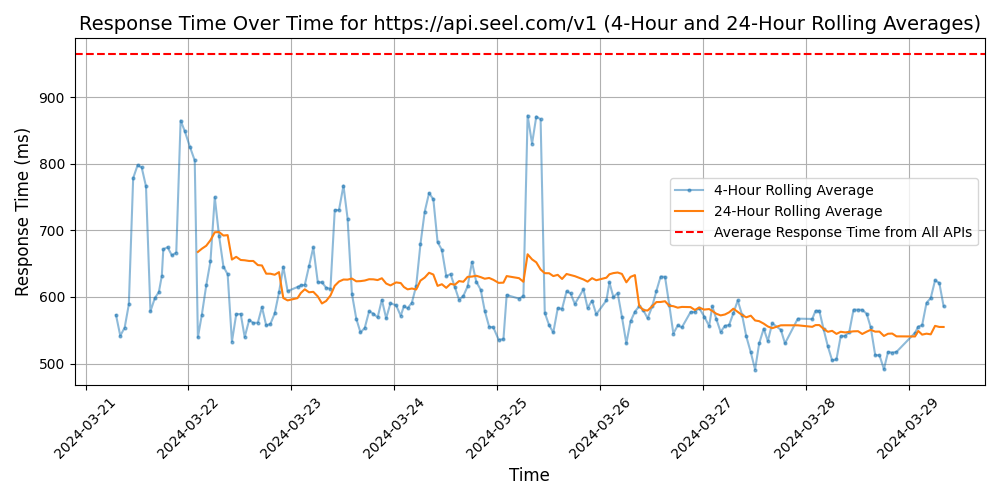 Response Time Over Time for https://api.seel.com/v1 (4-Hour and 24-Hour Rolling Averages)
Response Time (ms)
900
800
700
600
500
4-Hour Rolling Average
24-Hour Rolling Average
Average Response Time from All APIs
2024-03-21
2024-03-22
2024-03-23
2024-03-24
2024-03-25
2024-03-26
2024-03-27
2024-03-28
2024-03-29
Time